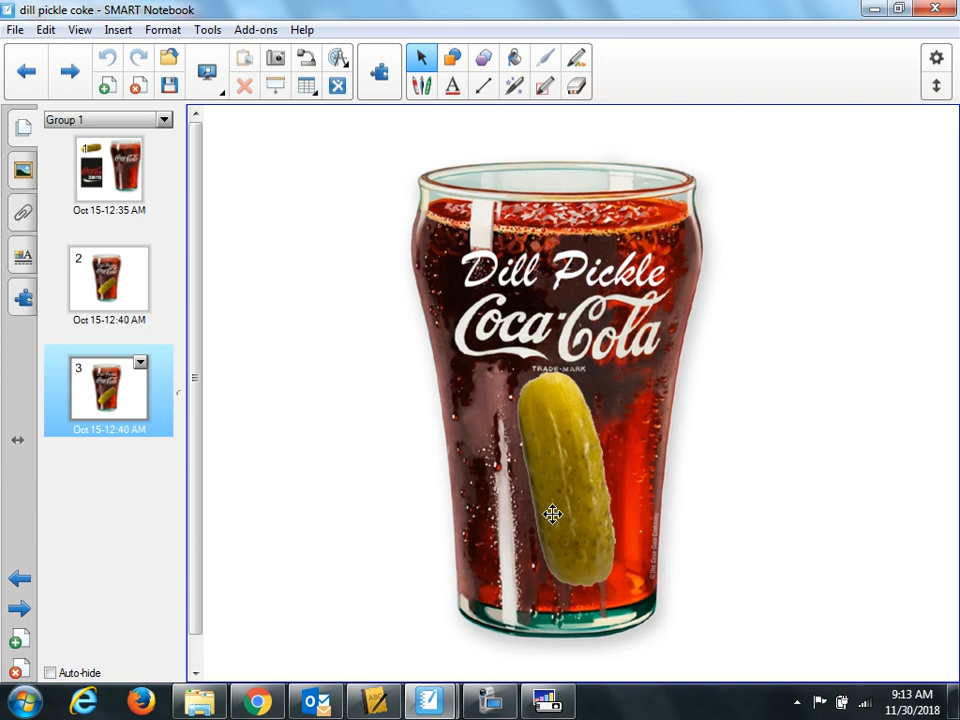 dill pickle coke - SMART Notebook
File Edit View Insert Format Tools Add-ons Help
Group 1
Oct 15-12:35 AM
2
Oct 15-12:40 AM
3
Oct 15-12:40 AM
Auto-hide
Dill Pickle
Coca-Cola
TRADE-MARK
9:13 AM
11/30/2018